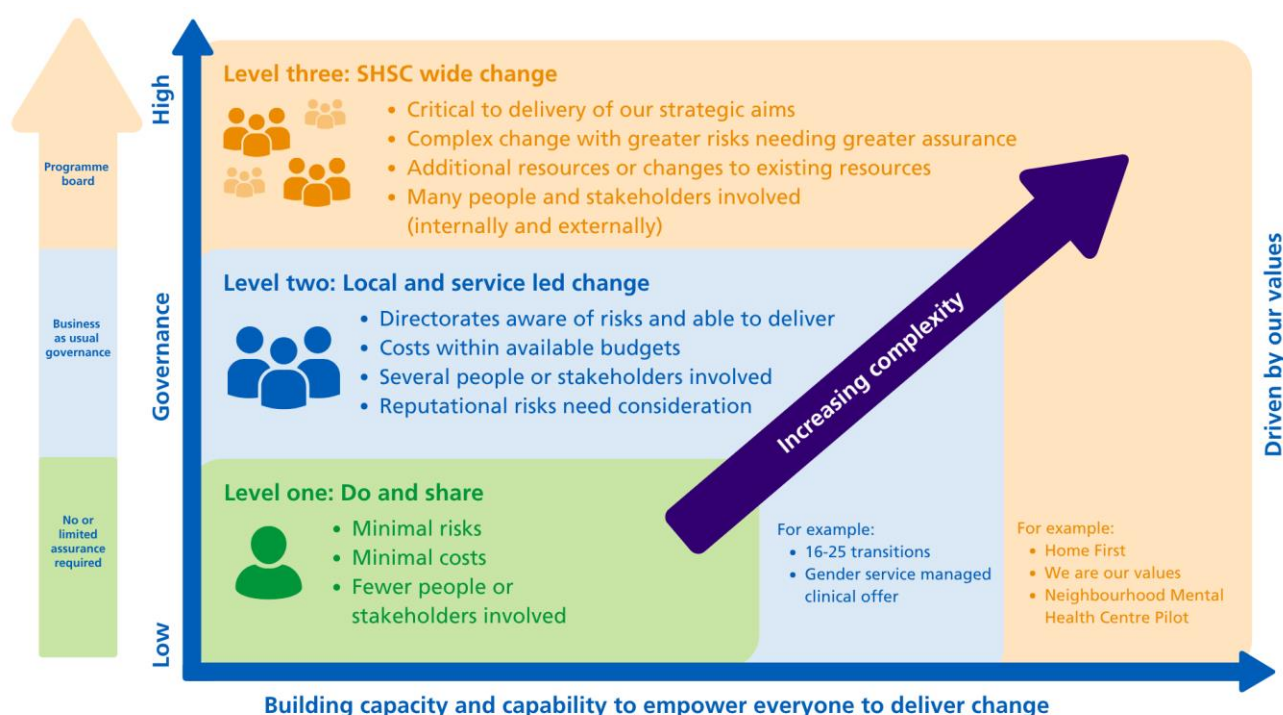 High
Governance
Low
Programme
board
Business
as usual
governance
No or
limited
assurance
required
Level three: SHSC wide change
• Critical to delivery of our strategic aims
• Complex change with greater risks needing greater assurance
• Additional resources or changes to existing resources
• Many people and stakeholders involved
(internally and externally)
Level two: Local and service led change
• Directorates aware of risks and able to deliver
• Costs within available budgets
• Several people or stakeholders involved
• Reputational risks need consideration
Level one: Do and share
• Minimal risks
• Minimal costs
• Fewer people or
stakeholders involved
Increasing complexity
For example:
• 16-25 transitions
• Gender service managed
clinical offer
For example:
• Home First
• We are our values
• Neighbourhood Mental
Health Centre Pilot
Driven by our values
Building capacity and capability to empower everyone to deliver change